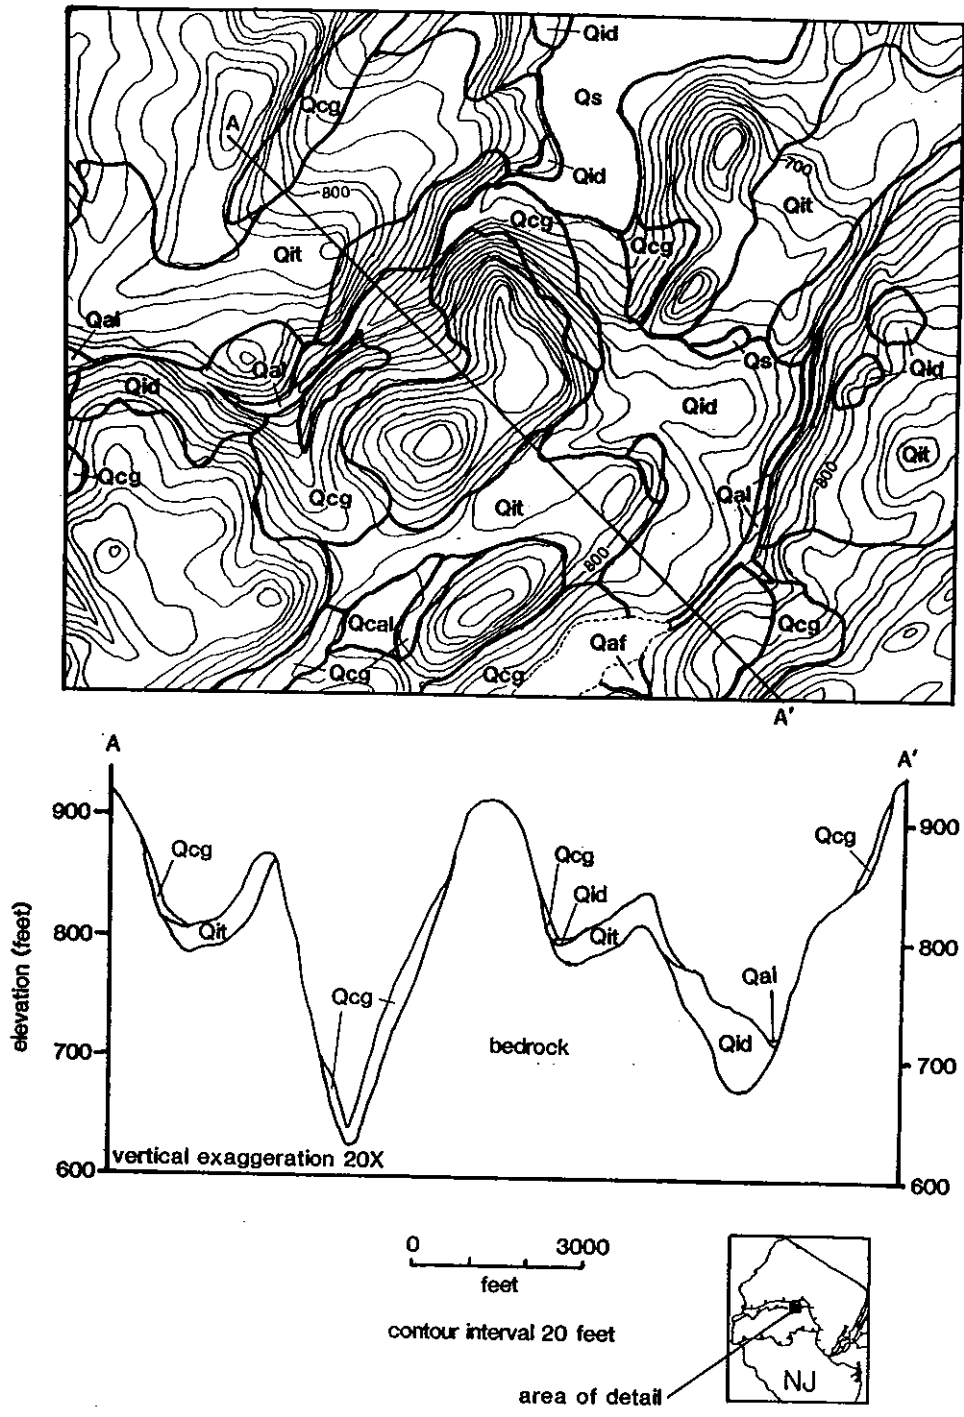 Qid
Qs
Qcg
A
700
Qid
800
Qcg
Qit
Qcg
Qit
Qal
Qs
Qal
Qid
Qid
Qid
Qit
Qcg
Qcg
Qit
Qal
800
800
Qcal
Qaf
Qcg
Qcg
Qcg
A'
A
A'
900
900
Qcg
Qcg
Qcg
Qid
Qit
Qit
800
800
elevation (feet)
Qcg
Qal
bedrock
Qid
700
700
vertical exaggeration 20X
600
600
0 3000
feet
contour interval 20 feet
NJ
area of detail